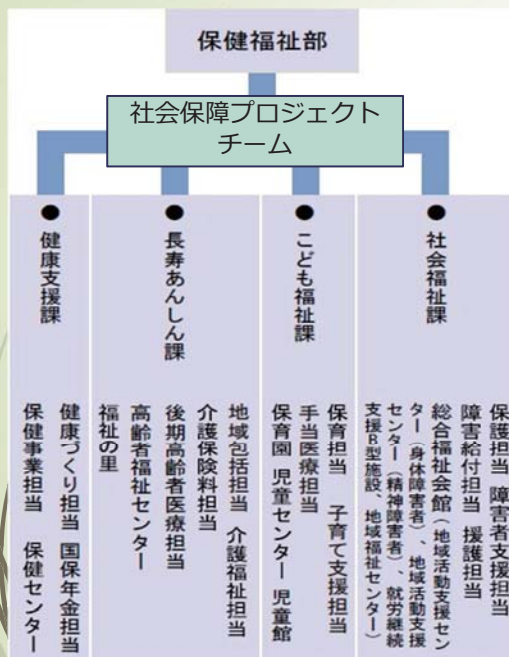 保健福祉部
社会保障プロジェクト
チーム
●社会福祉課
保護担当 障害者支援担当
障害給付担当 援護担当
総合福祉会館(地域活動支援セン
ター(身体障害者)、地域活動支援
センター(精神障害者)、就労継続
支援B型施設、地域福祉センター)
●こども福祉課
保育担当 子育て支援担当
手当医療担当
保育園 児童センター 児童館
●長寿あんしん課
地域包括担当 介護福祉担当
介護保険料担当
後期高齢者医療担当
高齢者福祉センター
福祉の里
●健康支援課
健康づくり担当 国保年金担当
保健事業担当 保健センター